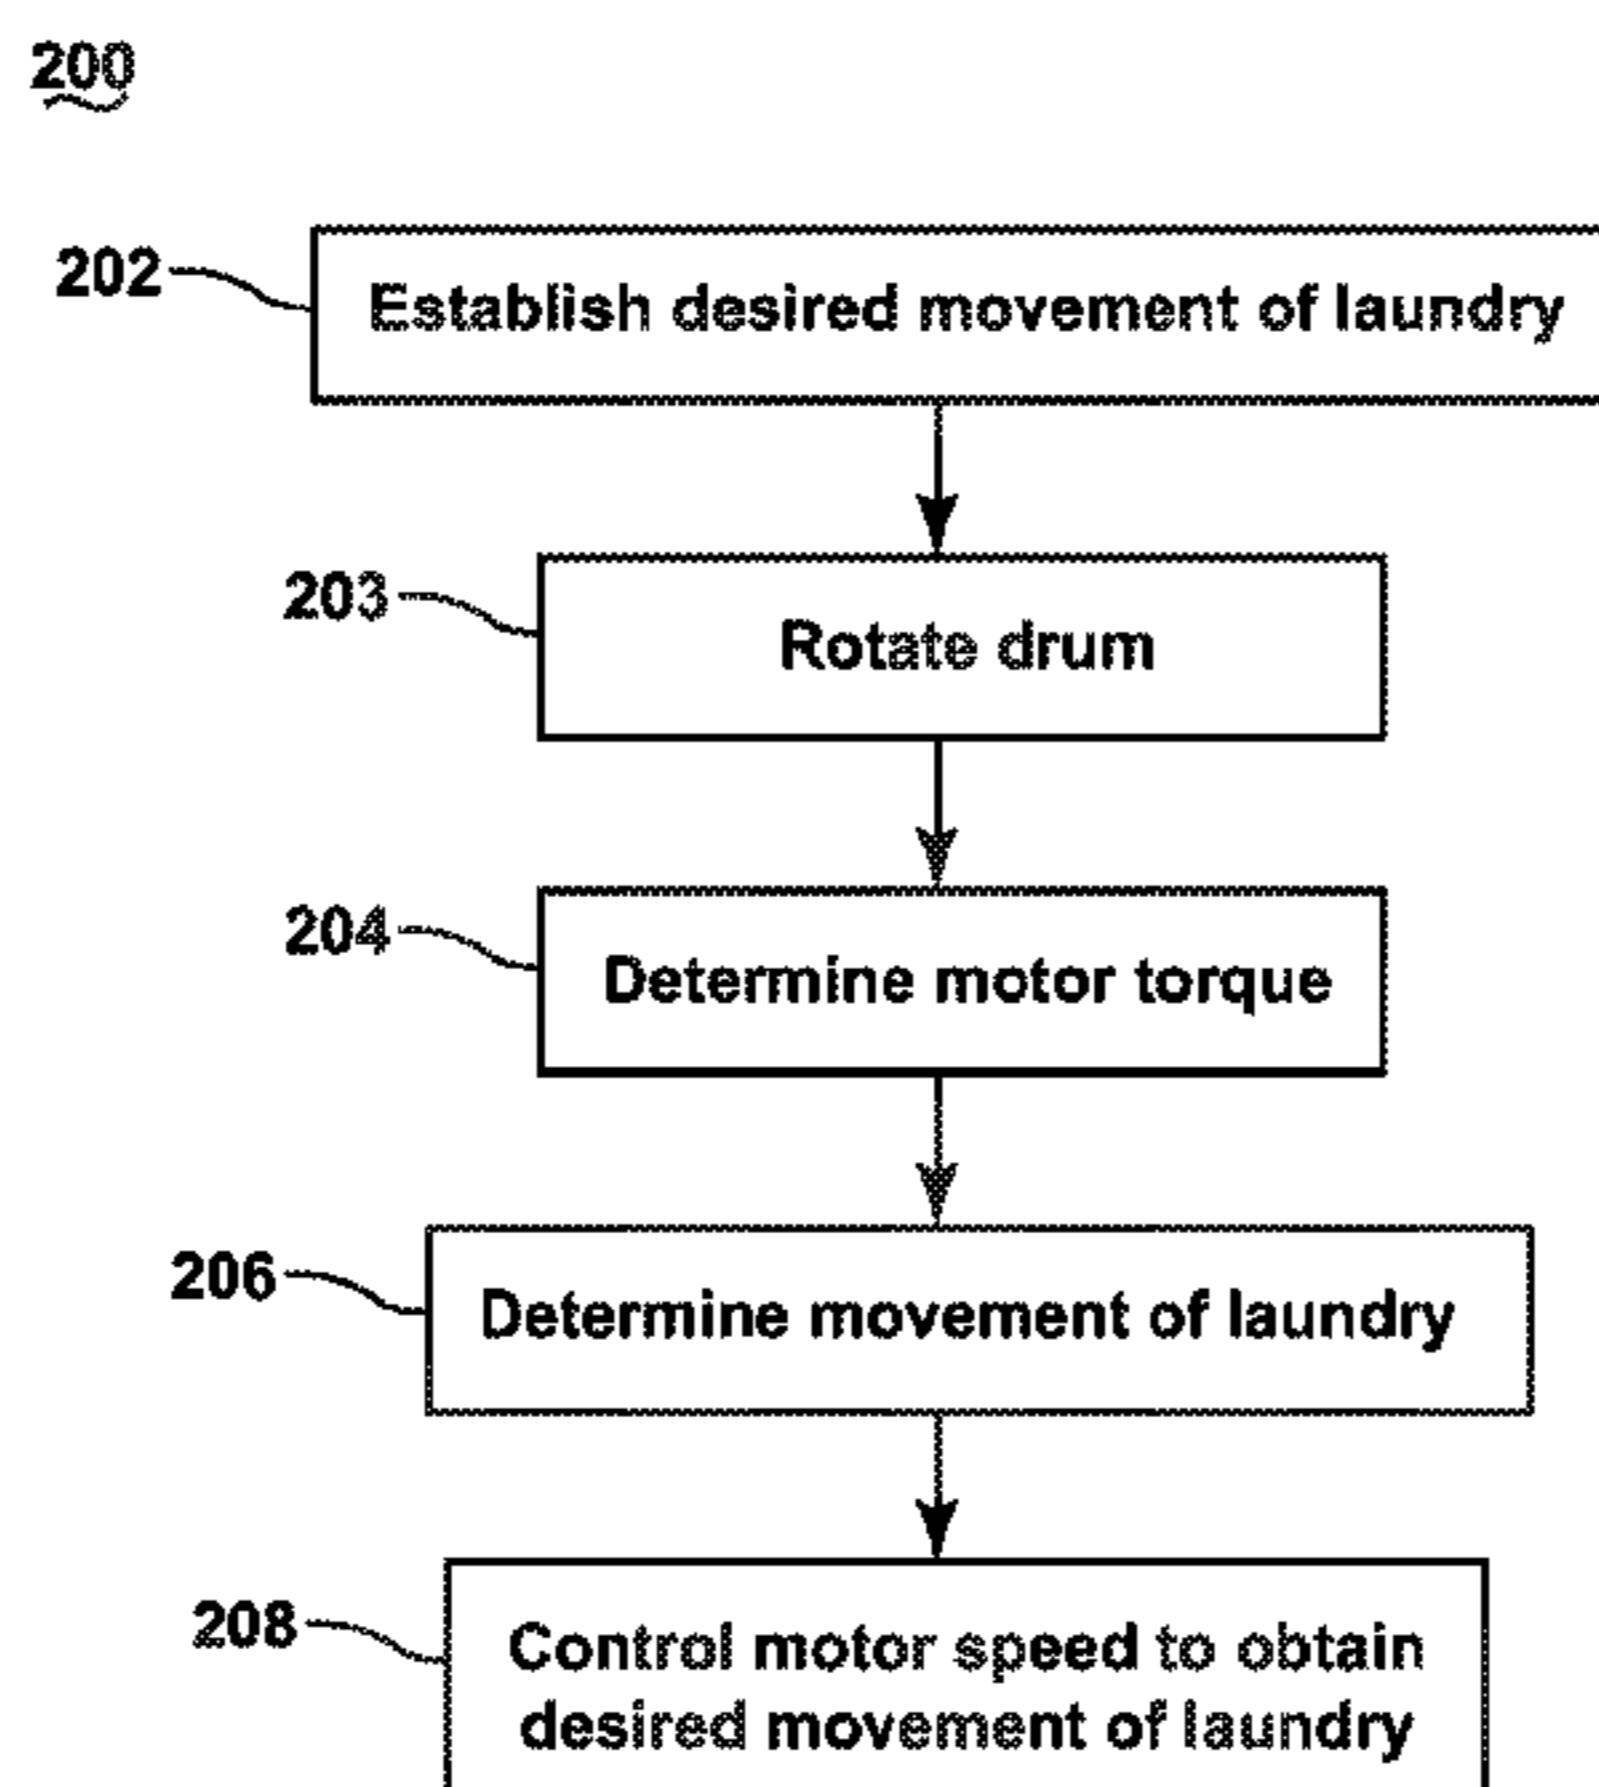 200
202 Establish desired movement of laundry
203 Rotate drum
204 Determine motor torque
206 Determine movement of laundry
208 Control motor speed to obtain
desired movement of laundry